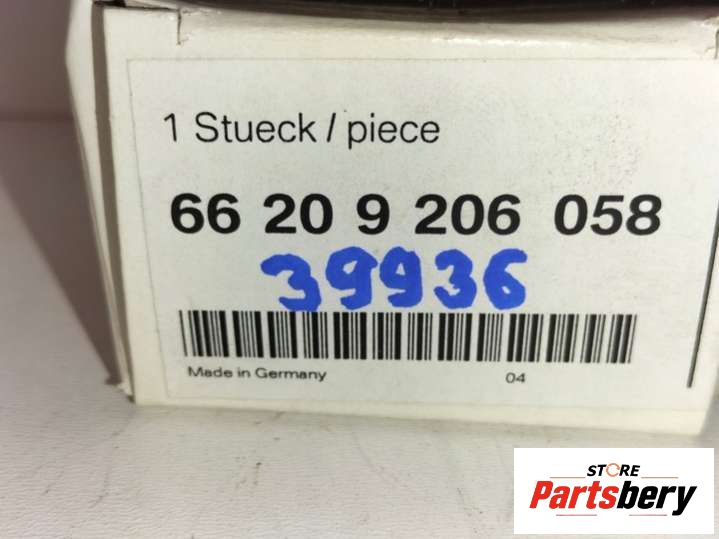 1 Stueck / piece
66 20 9 206 058
39936
Made in Germany 04
STORE
Partsbery